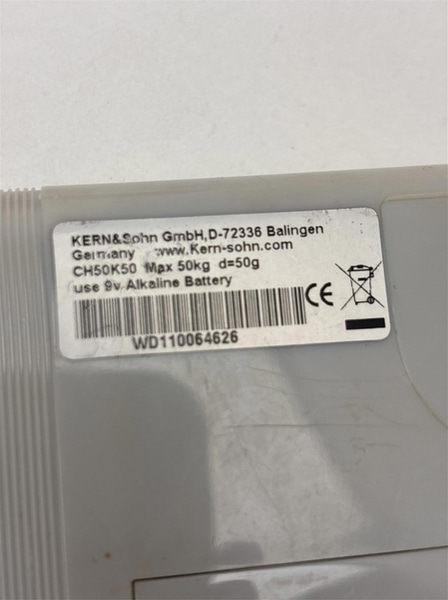 KERN&Sohn GmbH,D-72336 Balingen
Germany www.Kern-sohn.com
CH50K50 Max 50kg d=50g
use 9v Alkaline Battery
CE
WD110064626